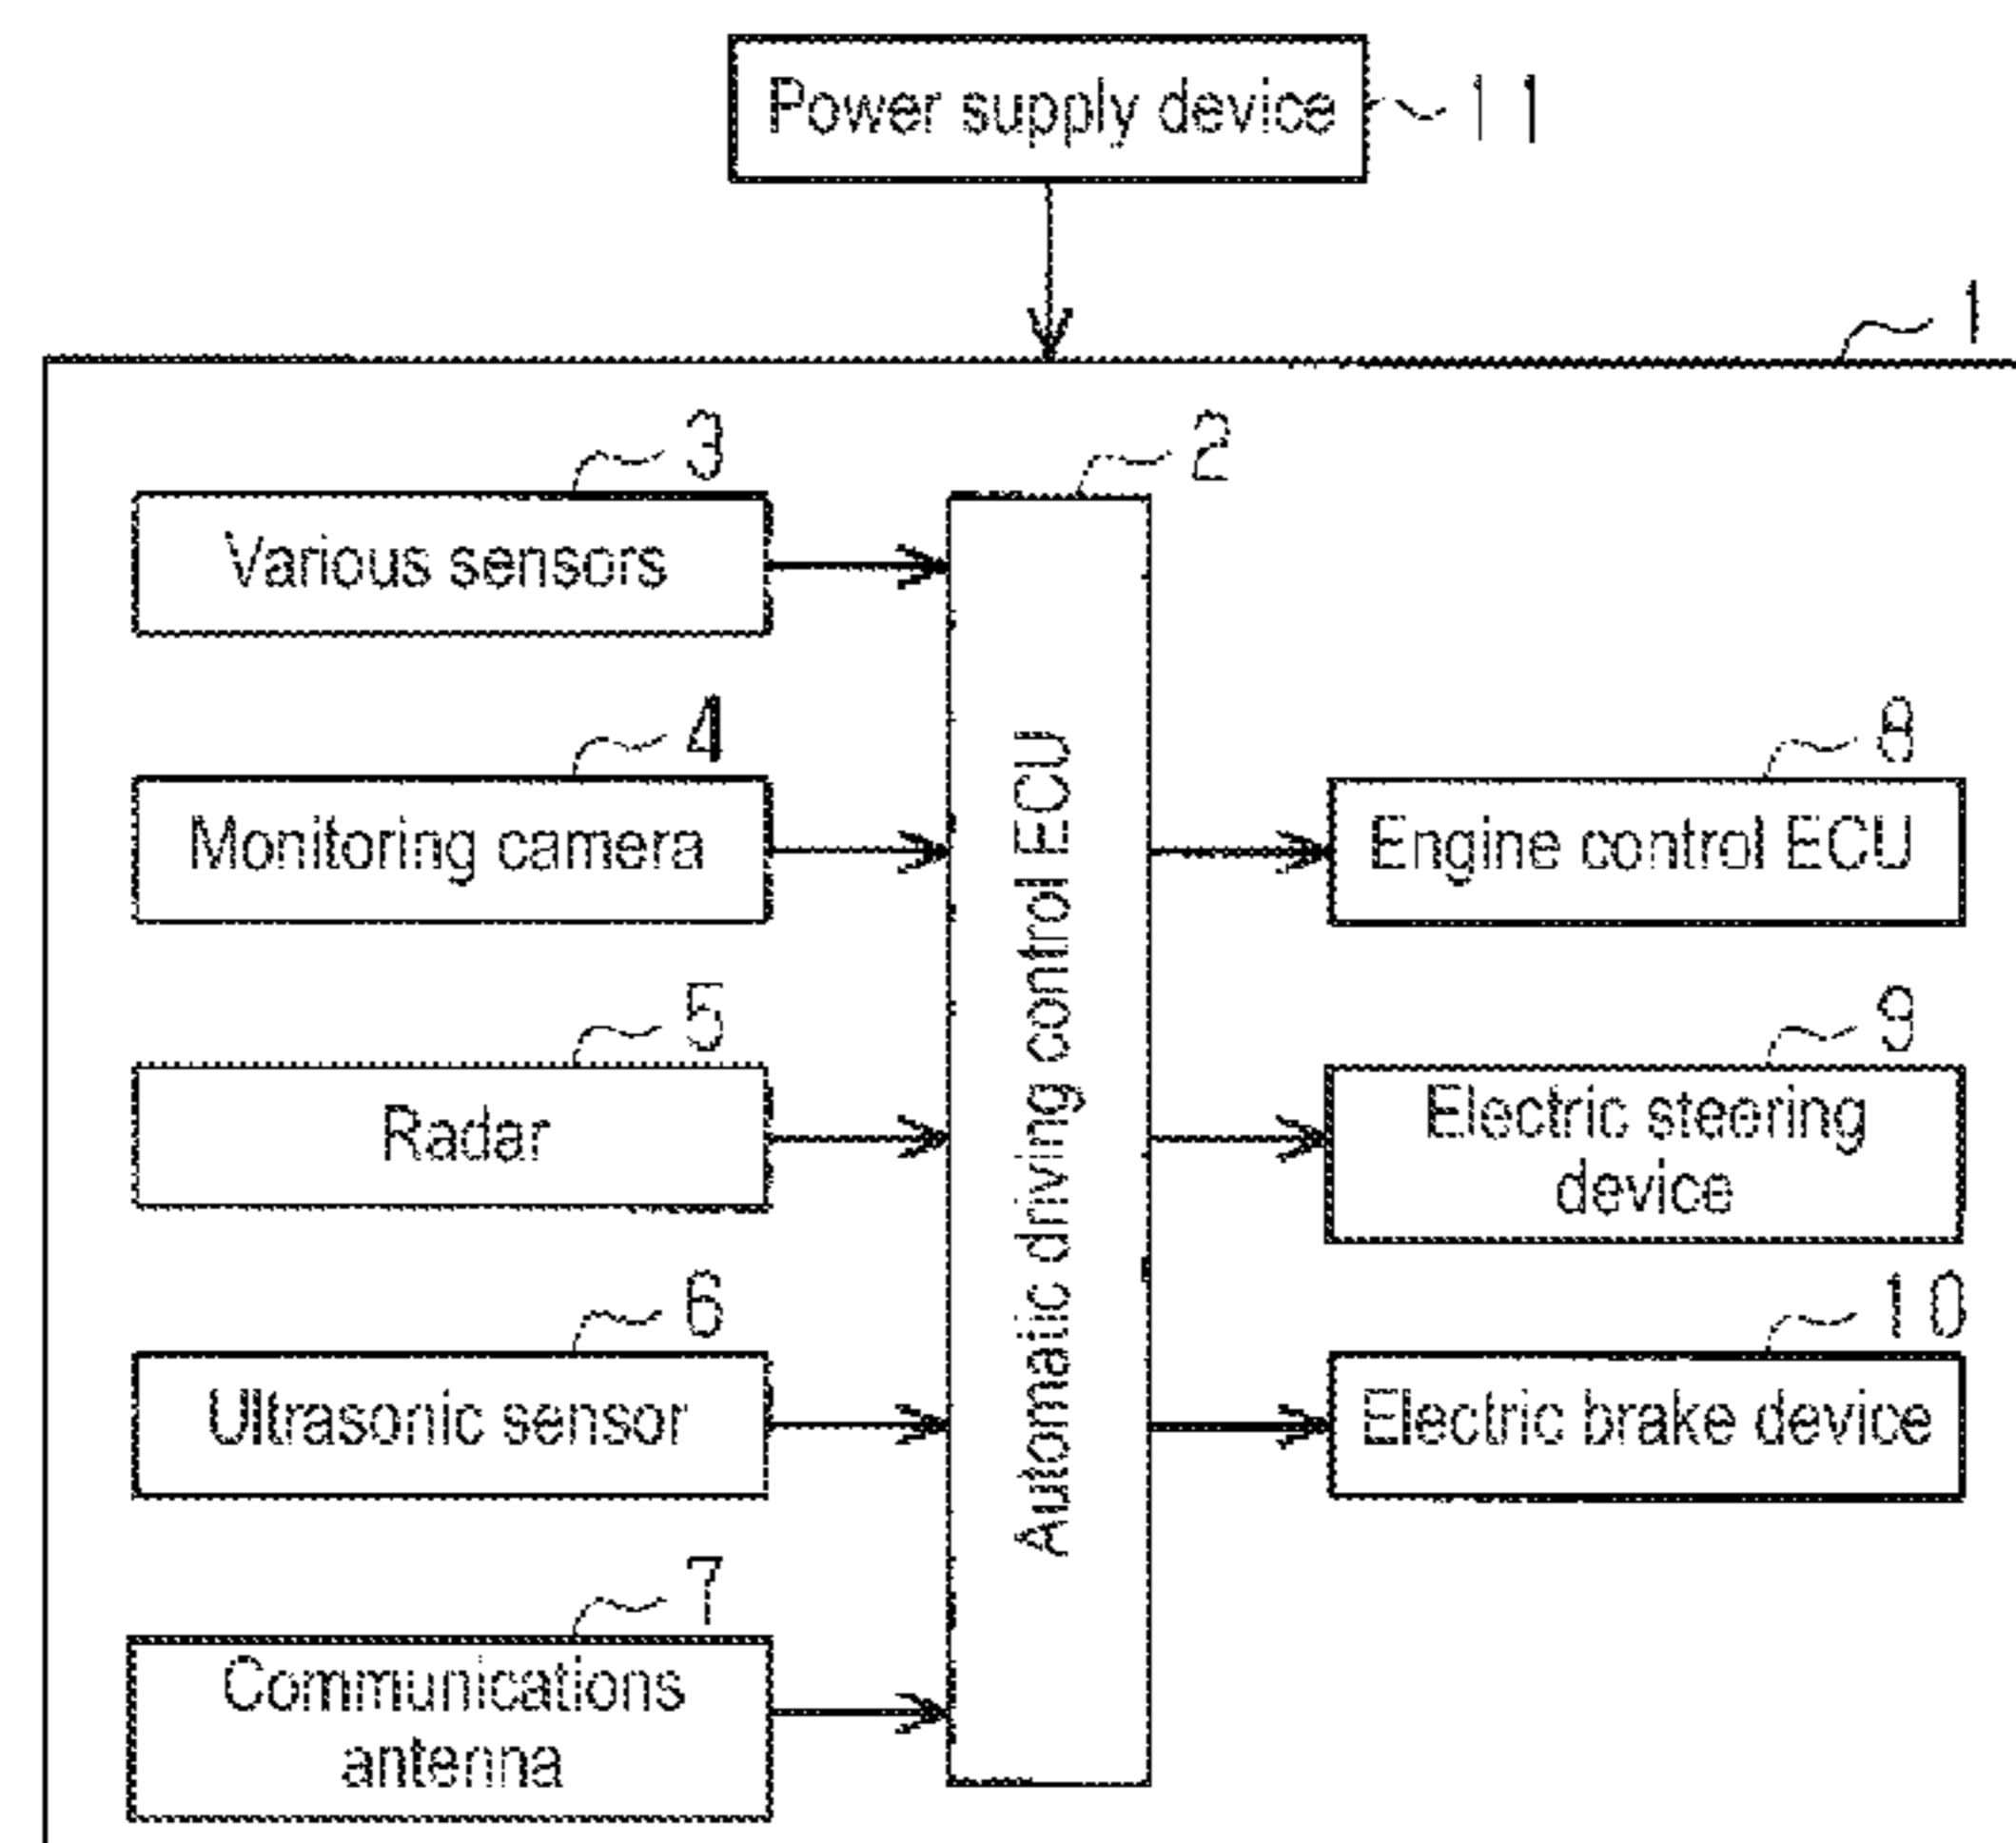 Power supply device
11
1
3
2
Various sensors
4
8
Monitoring camera
Engine control ECU
5
9
Radar
Electric steering
device
Automatic driving control ECU
6
10
Ultrasonic sensor
Electric brake device
7
Communications
antenna